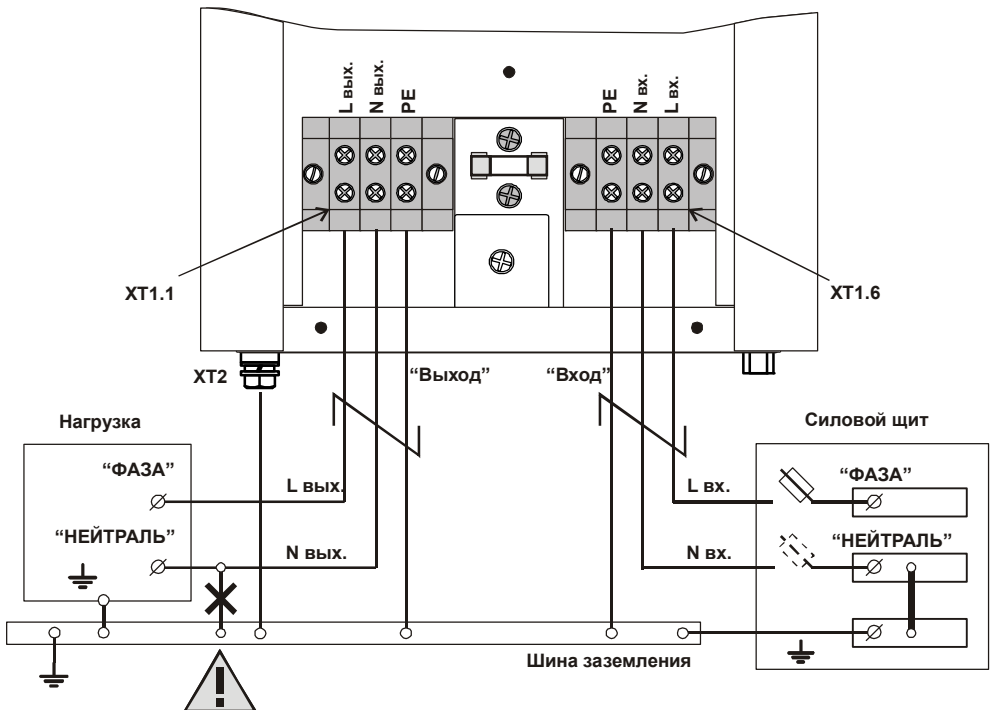 L вых.
N вых.
PE
PE
N вх.
L вх.
XT1.1
XT1.6
XT2
“Выход”
“Вход”
Нагрузка
Силовой щит
“ФАЗА”
“ФАЗА”
L вых.
L вх.
“НЕЙТРАЛЬ”
“НЕЙТРАЛЬ”
N вых.
N вх.
Шина заземления
!